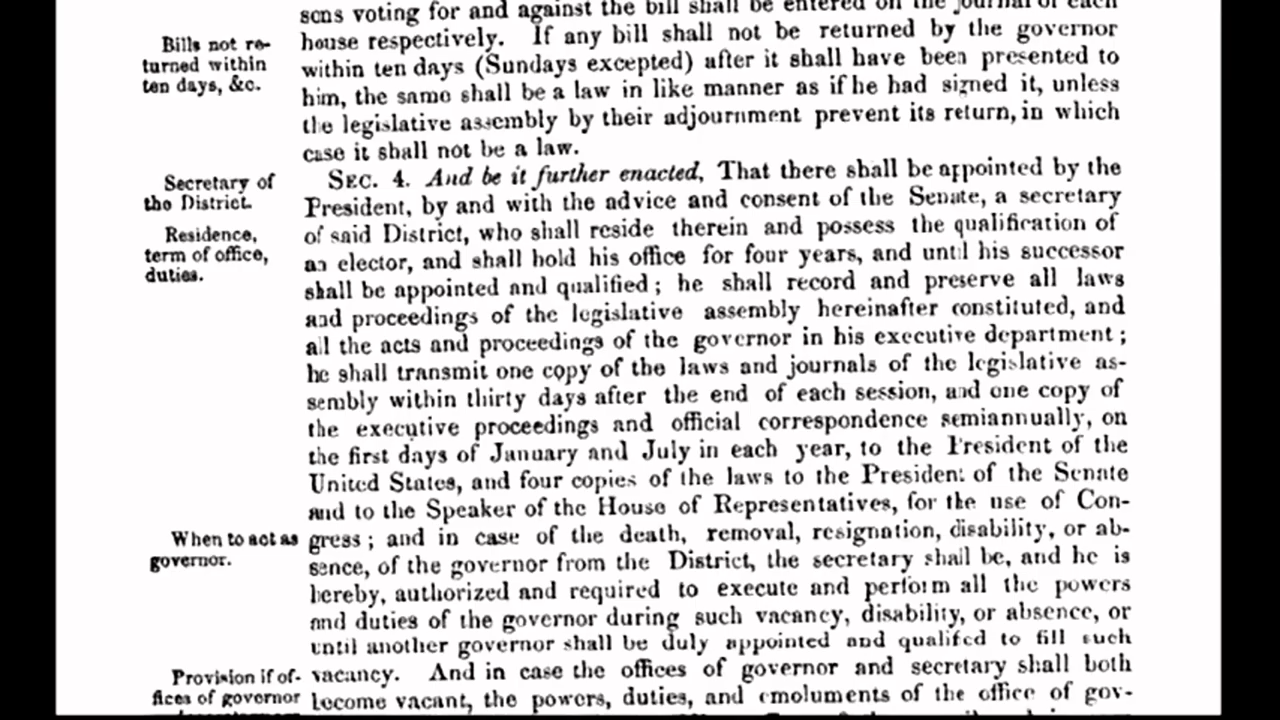 sons voting for and against the bill shall be entered on the journal of each
Bills not re-
turned within
ten days, &c.
house respectively. If any bill shall not be returned by the governor
within ten days (Sundays excepted) after it shall have been presented to
him, the same shall be a law in like manner as if he had signed it, unless
the legislative assembly by their adjournment prevent its return, in which
case it shall not be a law.
Secretary of
the District.
SEC. 4. And be it further enacted, That there shall be appointed by the
President, by and with the advice and consent of the Senate, a secretary
Residence,
term of office,
duties.
of said District, who shall reside therein and possess the qualification of
an elector, and shall hold his office for four years, and until his successor
shall be appointed and qualified; he shall record and preserve all laws
and proceedings of the legislative assembly hereinafter constituted, and
all the acts and proceedings of the governor in his executive department;
he shall transmit one copy of the laws and journals of the legislative as-
sembly within thirty days after the end of each session, and one copy of
the executive proceedings and official correspondence semiannually, on
the first days of January and July in each year, to the President of the
United States, and four copies of the laws to the President of the Senate
and to the Speaker of the House of Representatives, for the use of Con-
When to act as
governor.
gress; and in case of the death, removal, resignation, disability, or ab-
sence, of the governor from the District, the secretary shall be, and he is
hereby, authorized and required to execute and perform all the powers
and duties of the governor during such vacancy, disability, or absence, or
until another governor shall be duly appointed and qualified to fill such
Provision if of-
fices of governor
vacancy. And in case the offices of governor and secretary shall both
become vacant, the powers, duties, and emoluments of the office of gov-